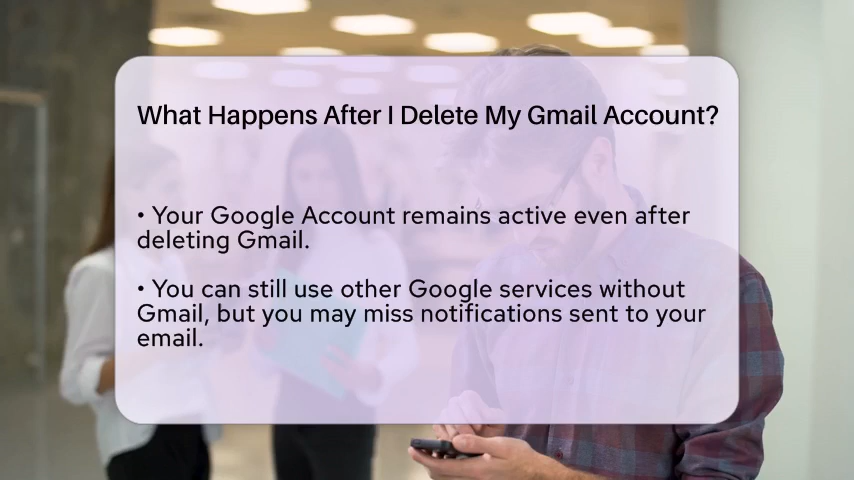 What Happens After I Delete My Gmail Account?
• Your Google Account remains active even after
deleting Gmail.
• You can still use other Google services without
Gmail, but you may miss notifications sent to your
email.